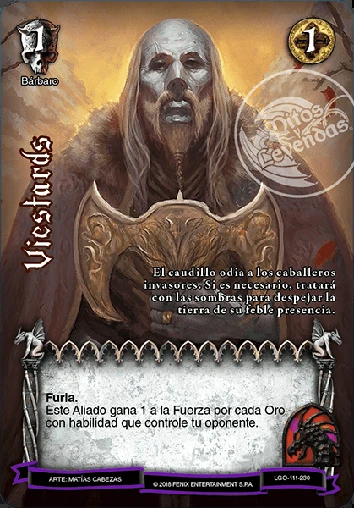 1
Bárbaro
1
Mitos y Leyendas
Viestards
El caudillo odia a los caballeros
invasores. Si es necesario, tratará
con las sombras para despejar la
tierra de su feble presencia.
Furia.
Este Aliado gana 1 a la Fuerza por cada Oro
con habilidad que controle tu oponente.
ARTE: MATÍAS CABEZAS
© 2018 FENIX ENTERTAINMENT S.P.A.